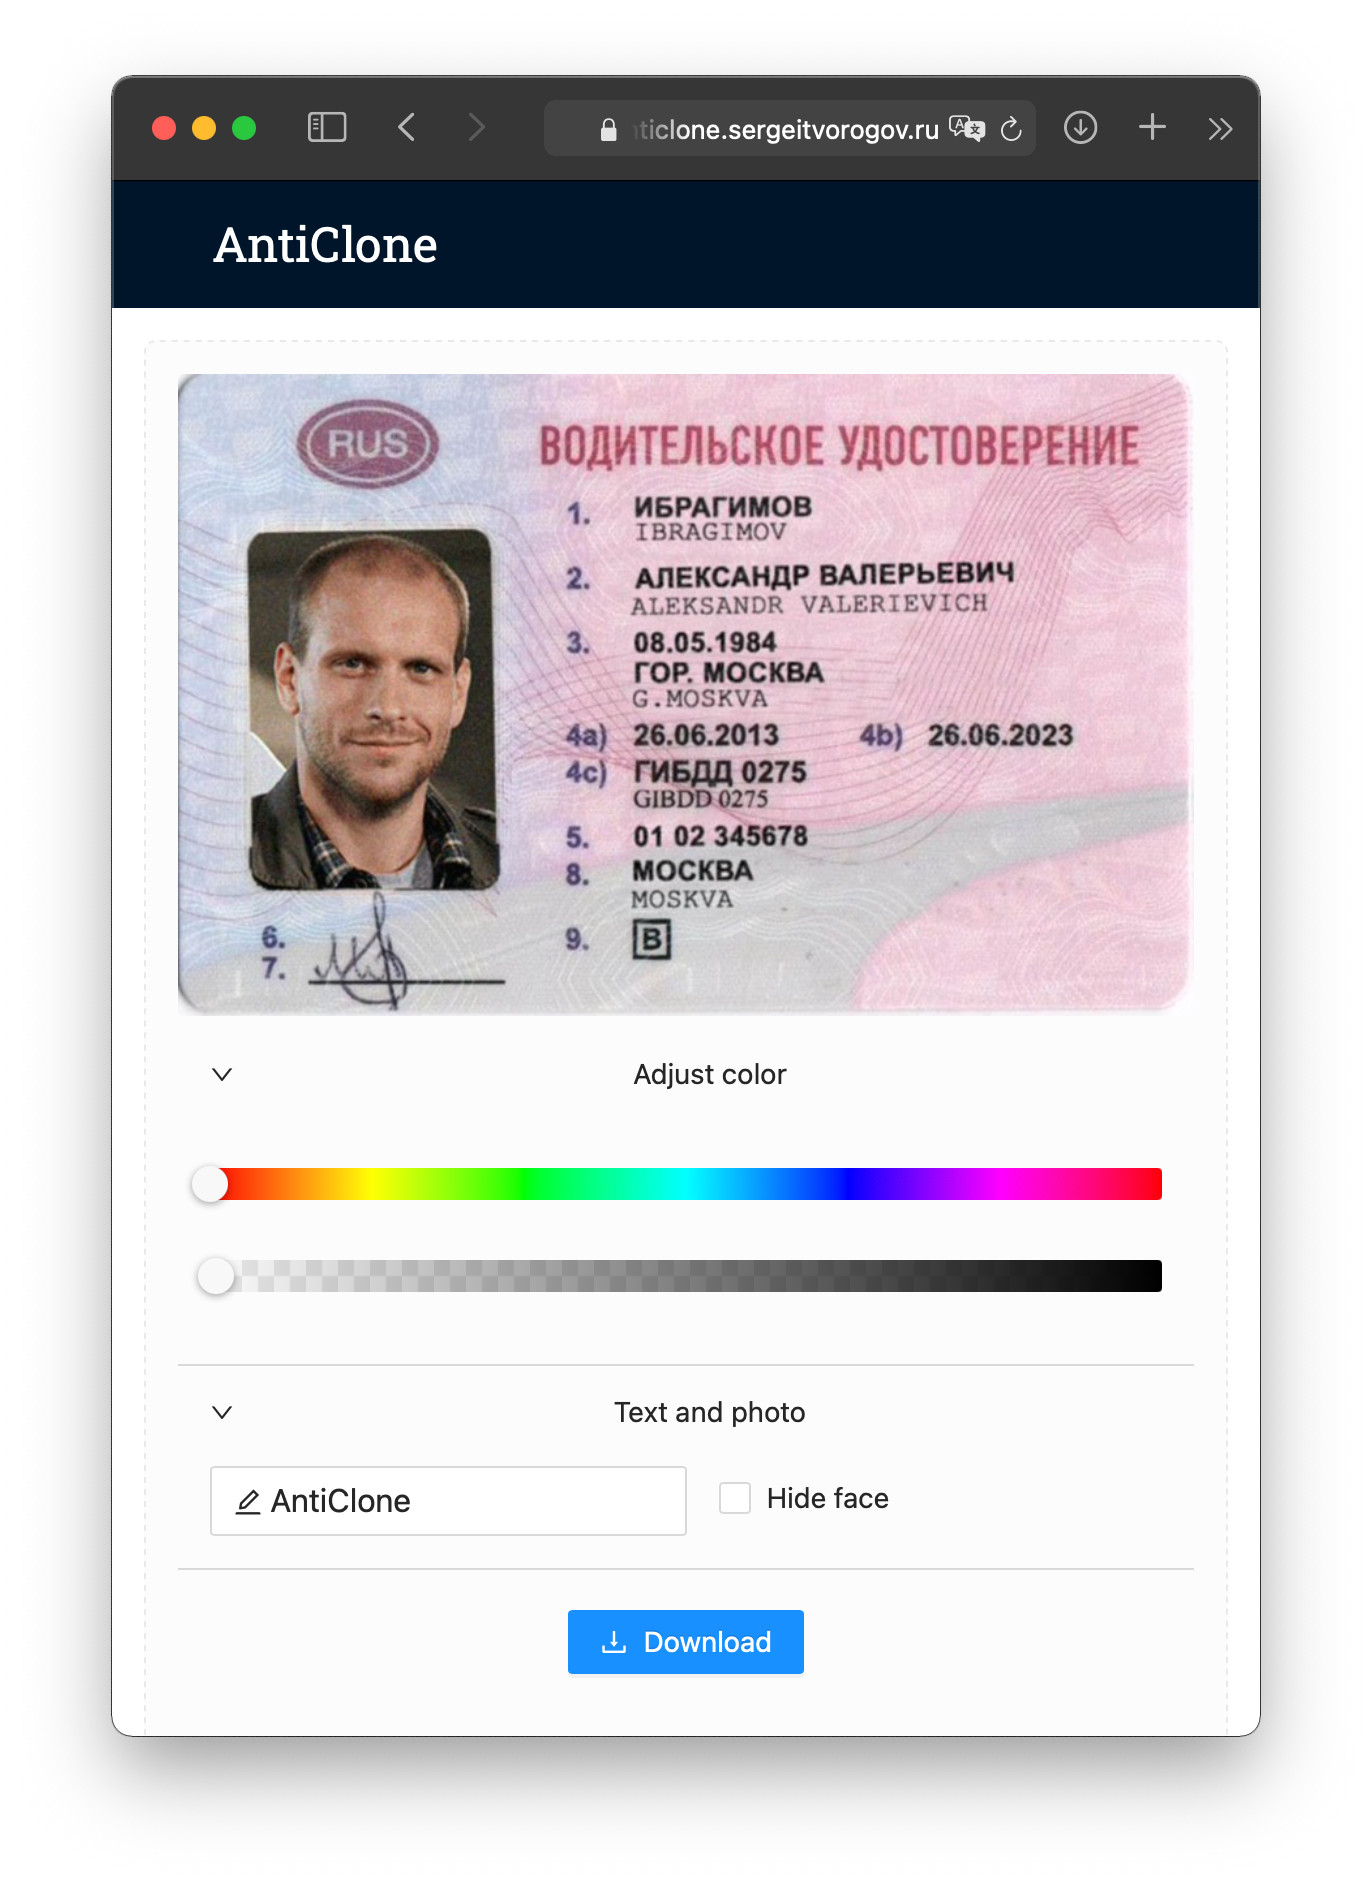 ticlone.sergeitvorogov.ru
AntiClone
RUS
ВОДИТЕЛЬСКОЕ УДОСТОВЕРЕНИЕ
1. ИБРАГИМОВ
IBRAGIMOV
2. АЛЕКСАНДР ВАЛЕРЬЕВИЧ
ALEKSANDR VALERIEVICH
3. 08.05.1984
ГОР. МОСКВА
G.MOSKVA
4a) 26.06.2013 4b) 26.06.2023
4c) ГИБДД 0275
GIBDD 0275
5. 01 02 345678
8. МОСКВА
MOSKVA
6.
7.
9. B
Adjust color
Text and photo
AntiClone
Hide face
Download